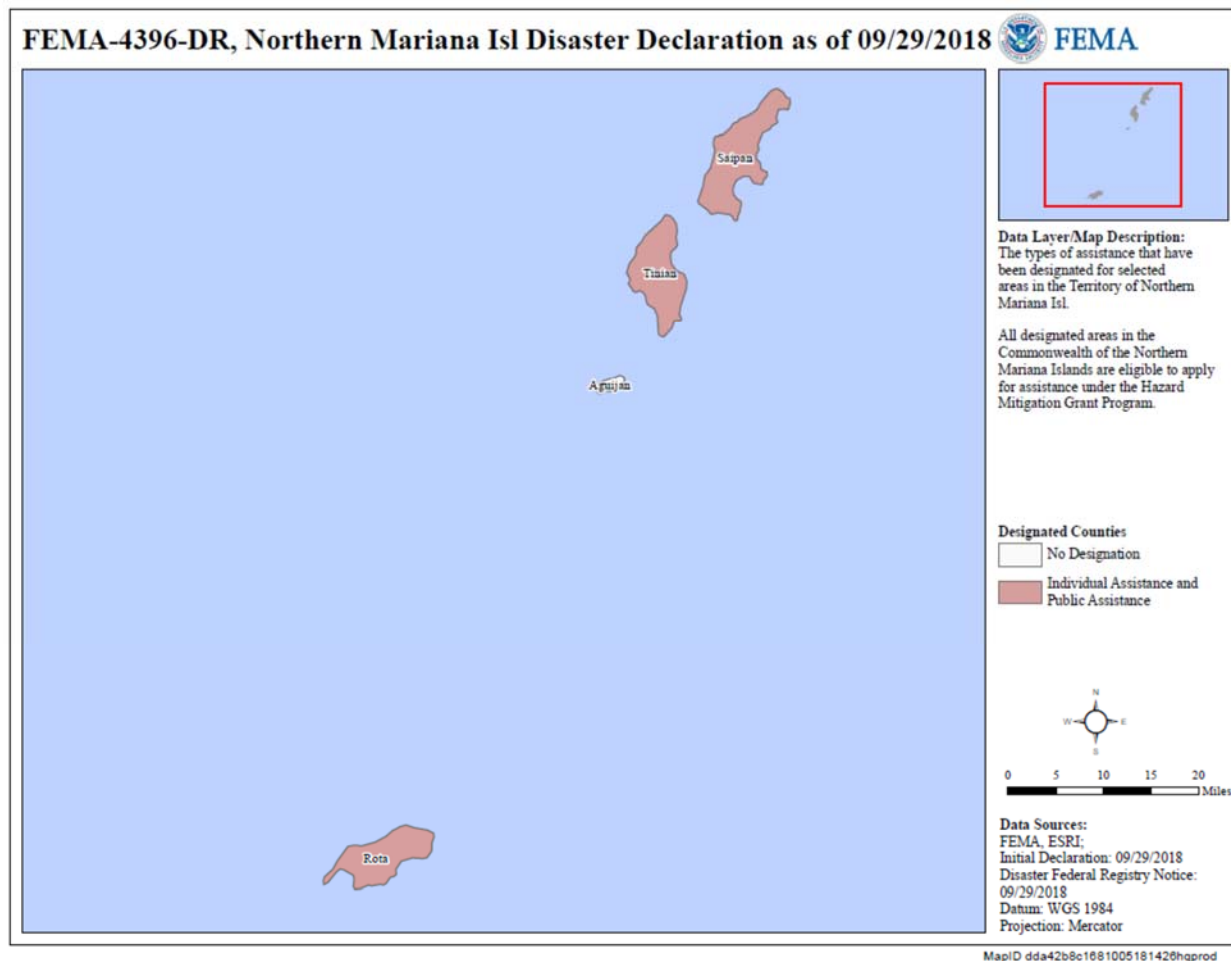 FEMA-4396-DR, Northern Mariana Isl Disaster Declaration as of 09/29/2018
FEMA
Saipan
Tinian
Aguijan
Rota
Data Layer/Map Description:
The types of assistance that have
been designated for selected
areas in the Territory of Northern
Mariana Isl.
All designated areas in the
Commonwealth of the Northern
Mariana Islands are eligible to apply
for assistance under the Hazard
Mitigation Grant Program.
Designated Counties
No Designation
Individual Assistance and
Public Assistance
N
W E
S
0 5 10 15 20
Miles
Data Sources:
FEMA, ESRI;
Initial Declaration: 09/29/2018
Disaster Federal Registry Notice:
09/29/2018
Datum: WGS 1984
Projection: Mercator
MapID dda42b8c1681005181426hqprod